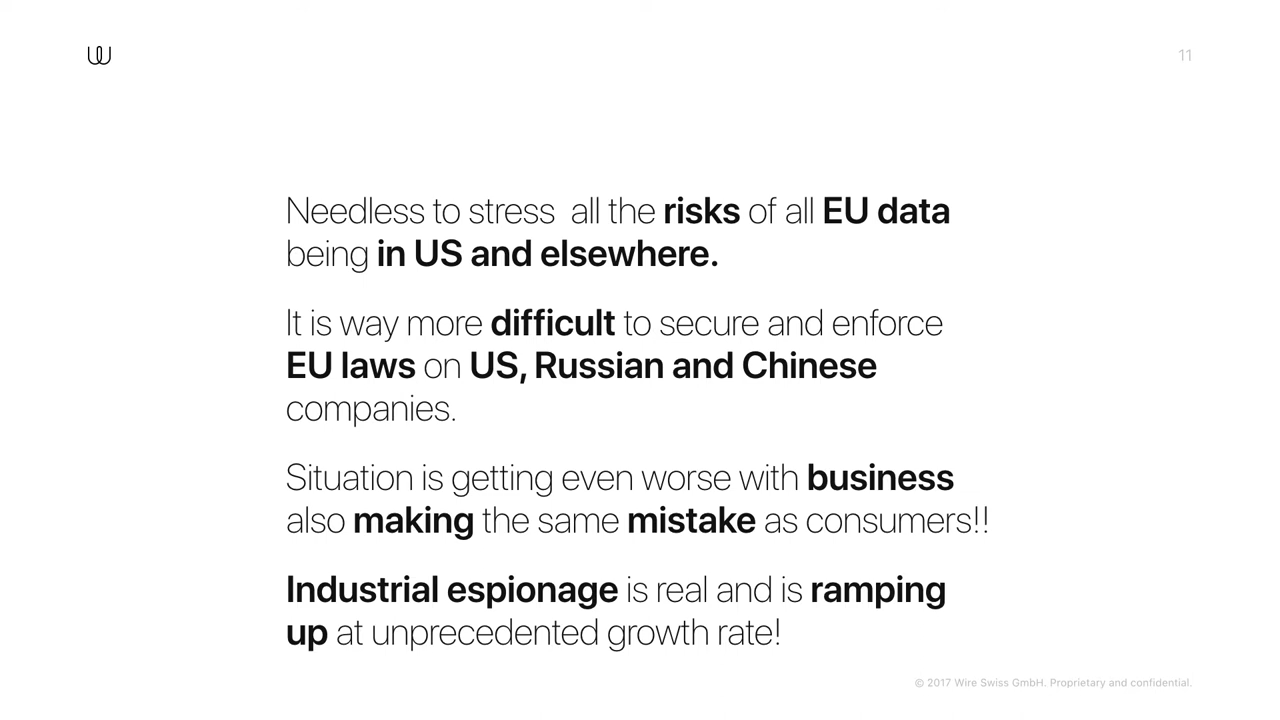 11
Needless to stress  all the risks of all EU data
being in US and elsewhere.
It is way more difficult to secure and enforce
EU laws on US, Russian and Chinese
companies.
Situation is getting even worse with business
also making the same mistake as consumers!!
Industrial espionage is real and is ramping
up at unprecedented growth rate!
© 2017 Wire Swiss GmbH. Proprietary and confidential.